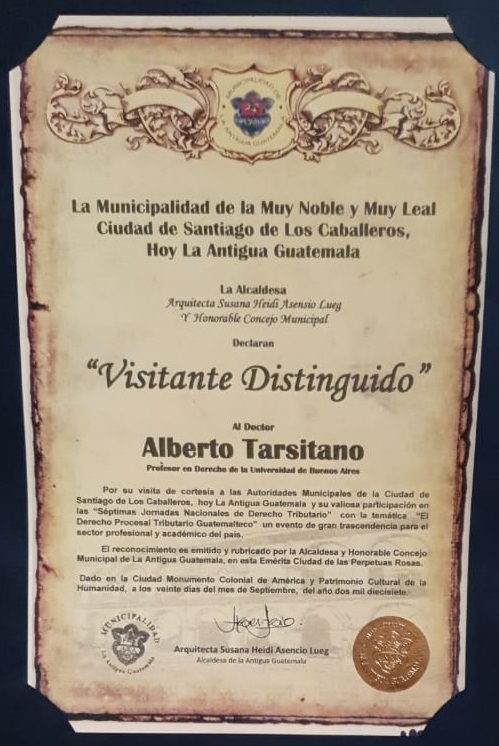 MUNICIPALIDAD DE
LA ANTIGUA GUATEMALA
La Municipalidad de la Muy Noble y Muy Leal
Ciudad de Santiago de Los Caballeros,
Hoy La Antigua Guatemala
La Alcaldesa
Arquitecta Susana Heidi Asensio Lueg
Y Honorable Concejo Municipal
Declaran
"Visitante Distinguido"
Al Doctor
Alberto Tarsitano
Profesor en Derecho de la Universidad de Buenos Aires
Por su visita de cortesia a las Autoridades Municipales de la Ciudad de
Santiago de Los Caballeros, hoy La Antigua Guatemala y su valiosa participación en
las "Séptimas Jornadas Nacionales de Derecho Tributario" con la temática "El
Derecho Procesal Tributario Guatemalteco" un evento de gran trascendencia para el
sector profesional y académico del país.
El reconocimiento es emitido y rubricado por la Alcaldesa y Honorable Concejo
Municipal de La Antigua Guatemala, en esta Emérita Ciudad de las Perpetuas Rosas.
Dado en la Ciudad Monumento Colonial de América y Patrimonio Cultural de la
Humanidad, a los veinte días del mes de Septiembre, del año dos mil diecisiete.
MUNICIPALIDAD
La Antigua Guatemala
Arquitecta Susana Heidi Asencio Lueg
Alcaldesa de la Antigua Guatemala